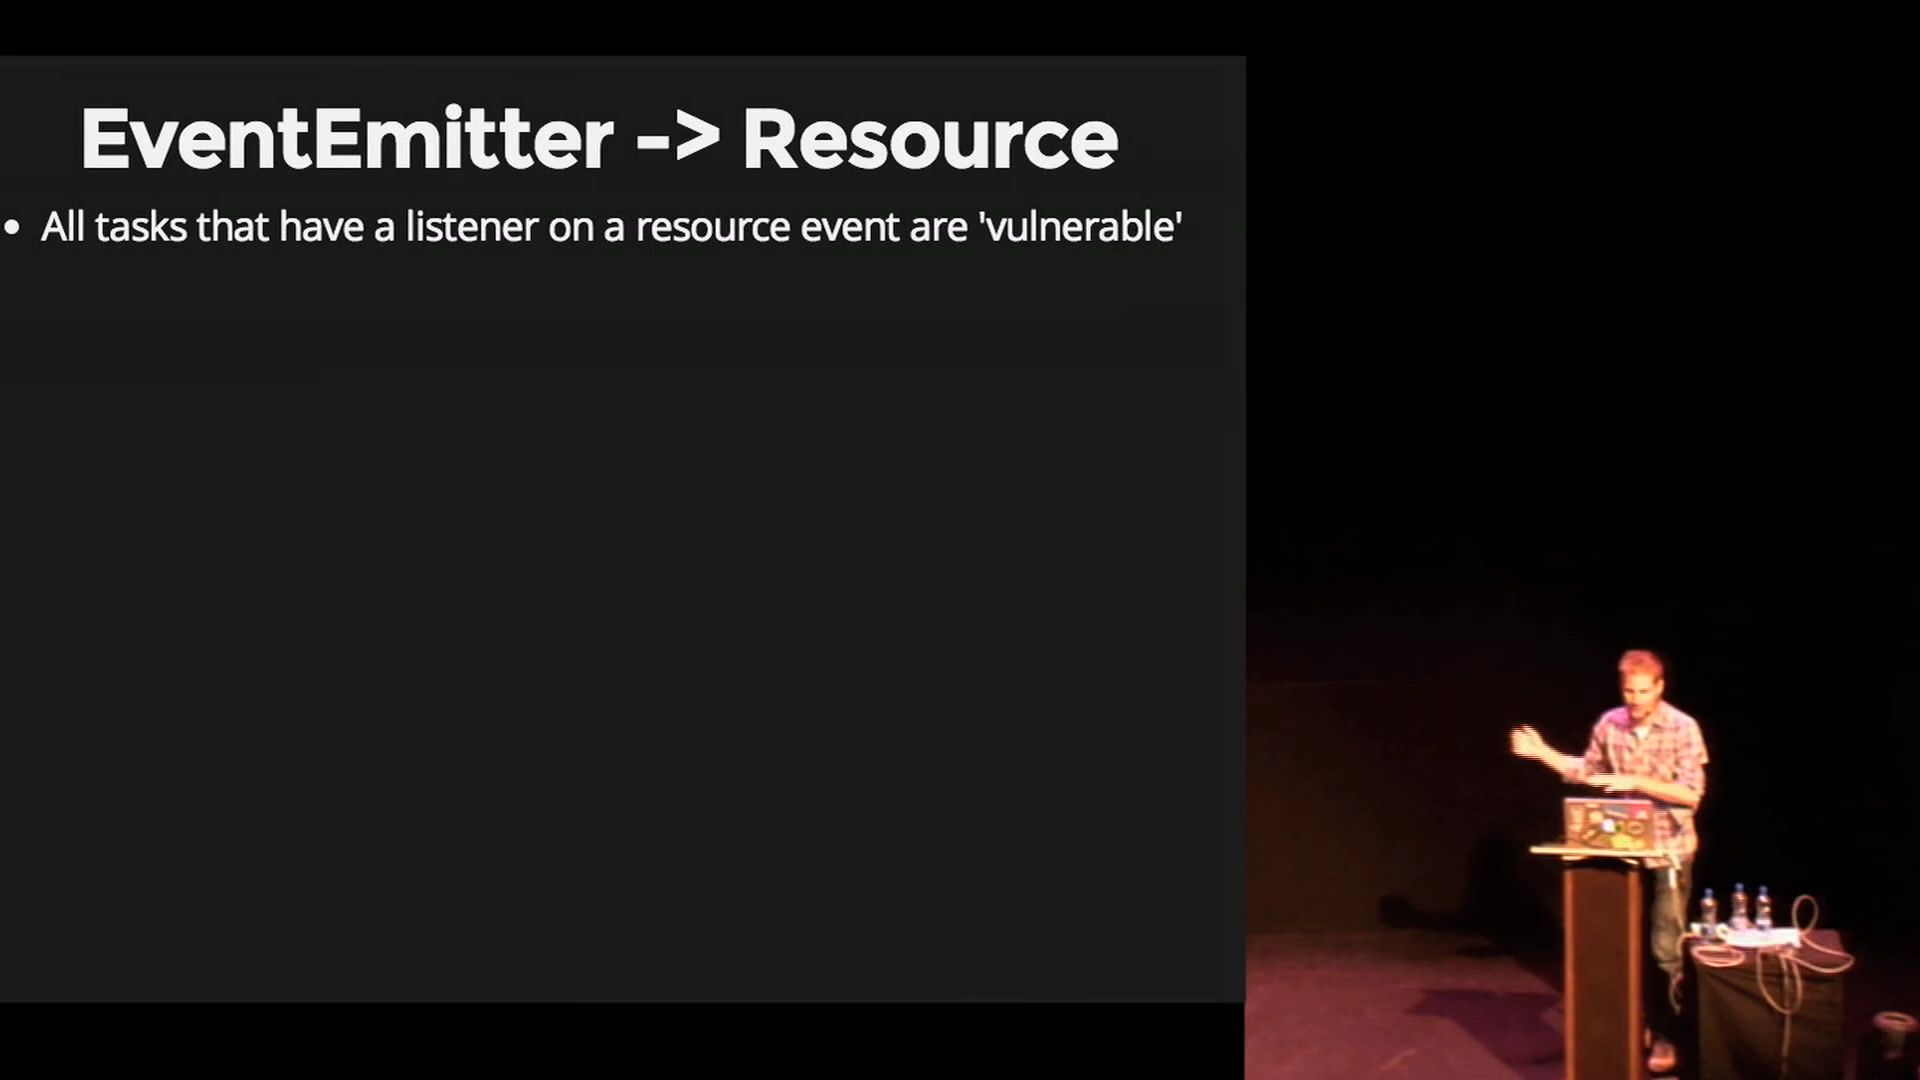 EventEmitter -> Resource
• All tasks that have a listener on a resource event are 'vulnerable'